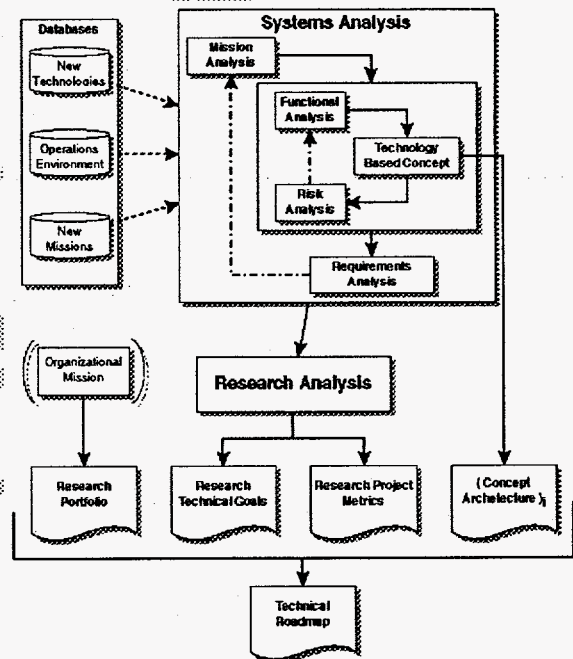 Databases
New
Technologies
Operations
Environment
New
Missions
Systems Analysis
Mission
Analysis
Functional
Analysis
Technology
Based Concept
Risk
Analysis
Requirements
Analysis
Organizational
Mission
Research Analysis
Research
Portfolio
Research
Technical Goals
Research Project
Metrics
( Concept
Archetecture )i
Technical
Roadmap